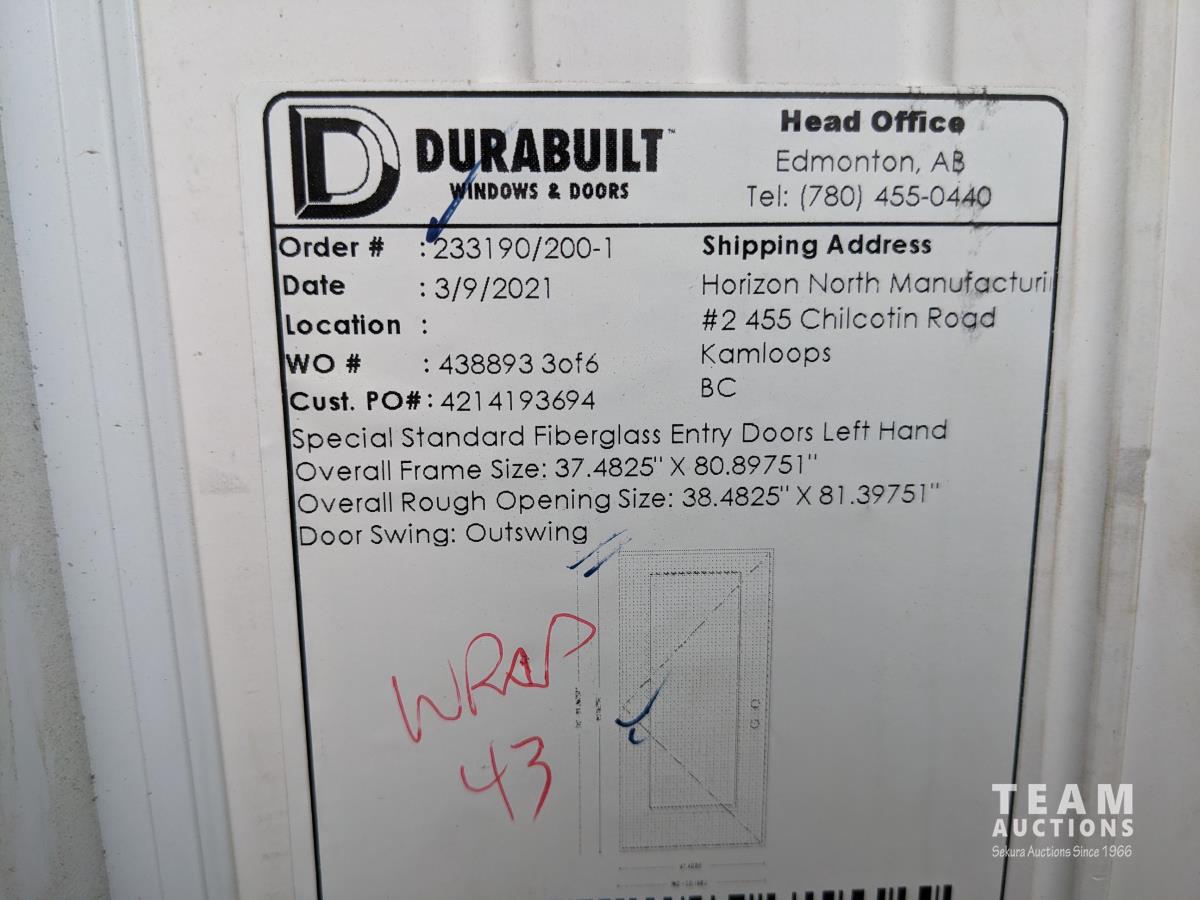 DURABUILT™
WINDOWS & DOORS
Head Office
Edmonton, AB
Tel: (780) 455-0440
Order # : 233190/200-1
Date : 3/9/2021
Location :
WO # : 438893 3of6
Cust. PO# : 4214193694
Shipping Address
Horizon North Manufacturi
#2 455 Chilcotin Road
Kamloops
BC
Special Standard Fiberglass Entry Doors Left Hand
Overall Frame Size: 37.4825" X 80.89751"
Overall Rough Opening Size: 38.4825" X 81.39751"
Door Swing: Outswing
WRAP
43
TEAM
AUCTIONS
Sekura Auctions Since 1966